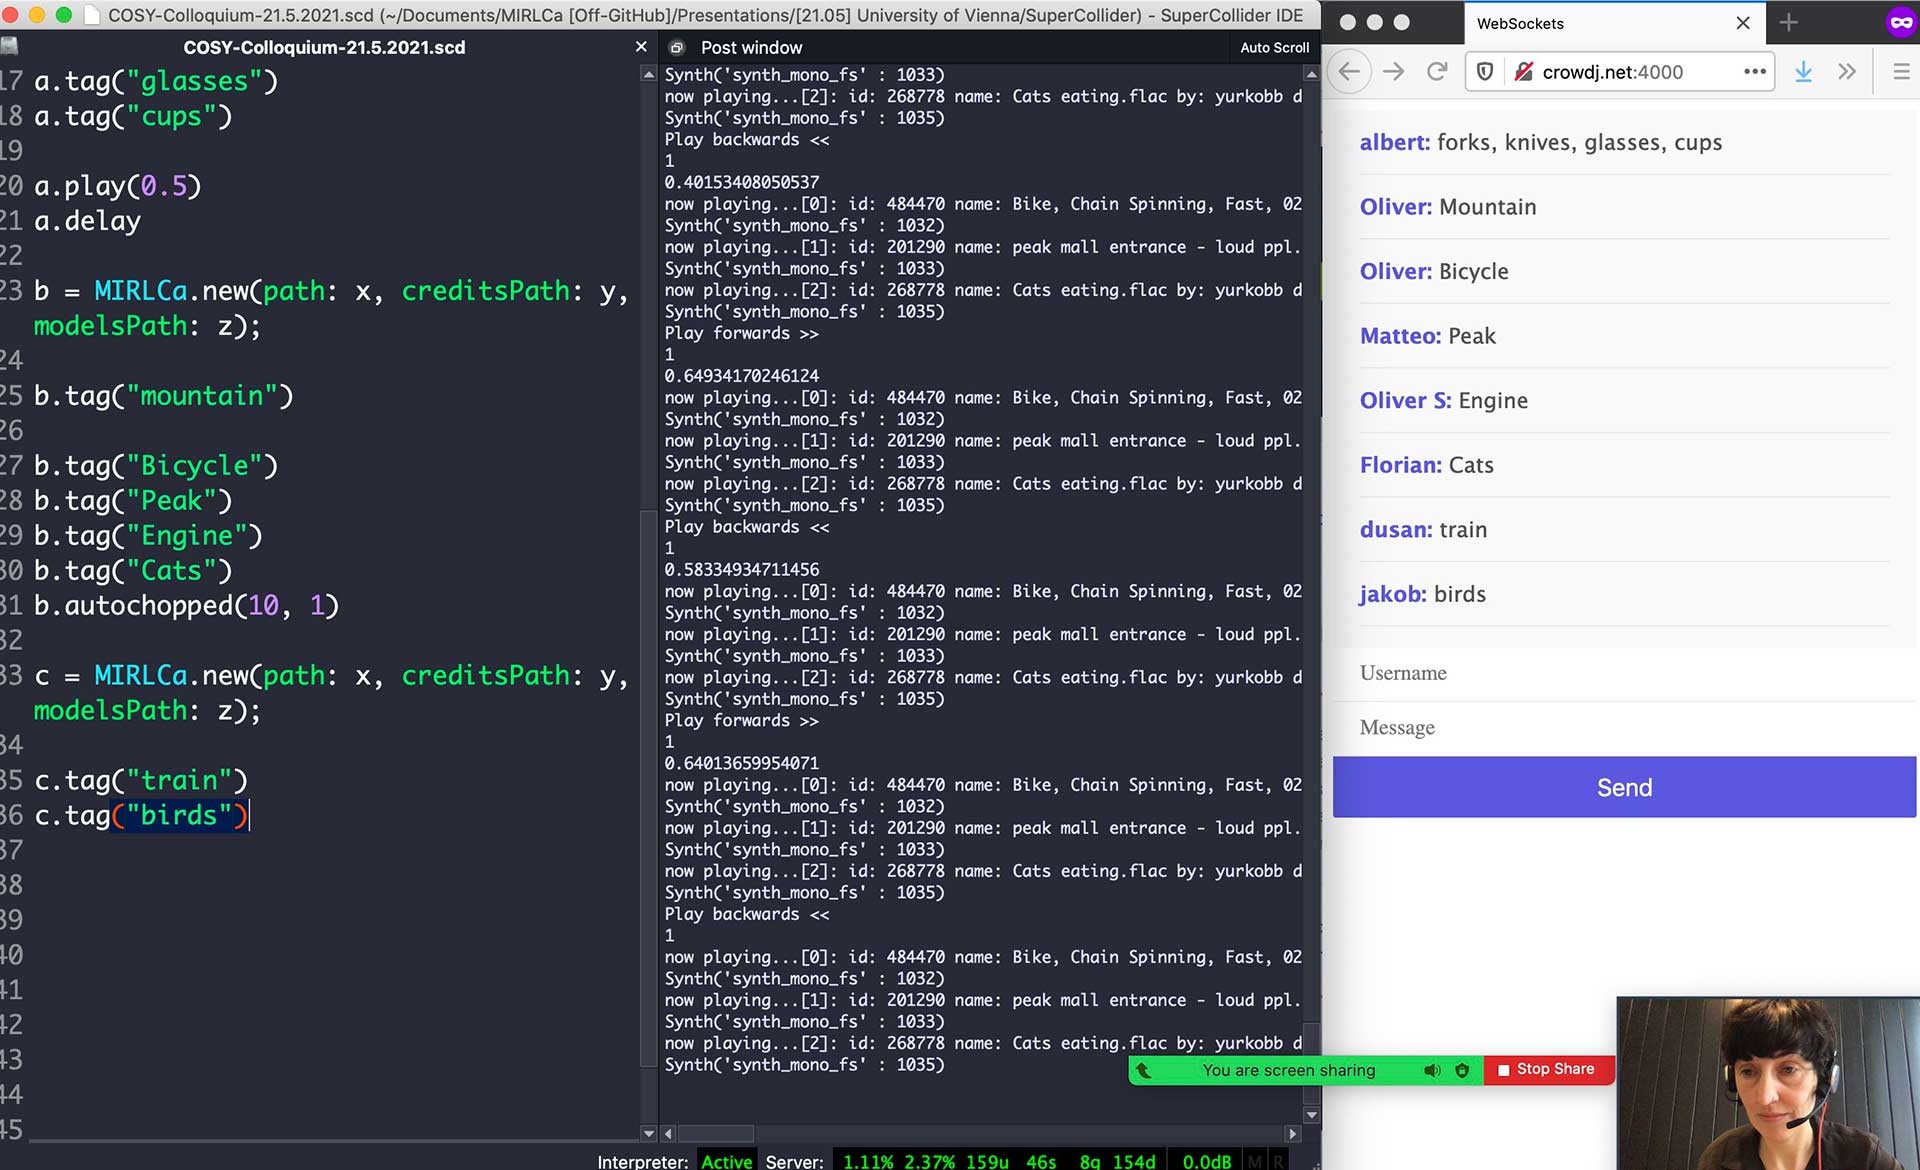 COSY-Colloquium-21.5.2021.scd (~/Documents/MIRLCa [Off-GitHub]/Presentations/[21.05] University of Vienna/SuperCollider) - SuperCollider IDE
COSY-Colloquium-21.5.2021.scd
17 a.tag("glasses")
18 a.tag("cups")
19
20 a.play(0.5)
21 a.delay
22
23 b = MIRLCa.new(path: x, creditsPath: y,
modelsPath: z);
24
25 b.tag("mountain")
26
27 b.tag("Bicycle")
28 b.tag("Peak")
29 b.tag("Engine")
30 b.tag("Cats")
31 b.autochopped(10, 1)
32
33 c = MIRLCa.new(path: x, creditsPath: y,
modelsPath: z);
34
35 c.tag("train")
36 c.tag("birds")
37
38
39
40
41
42
43
44
45
Post window
Auto Scroll
Synth('synth_mono_fs' : 1033)
now playing...[2]: id: 268778 name: Cats eating.flac by: yurkobb d
Synth('synth_mono_fs' : 1035)
Play backwards <<
1
0.40153408050537
now playing...[0]: id: 484470 name: Bike, Chain Spinning, Fast, 02
Synth('synth_mono_fs' : 1032)
now playing...[1]: id: 201290 name: peak mall entrance - loud ppl.
Synth('synth_mono_fs' : 1033)
now playing...[2]: id: 268778 name: Cats eating.flac by: yurkobb d
Synth('synth_mono_fs' : 1035)
Play forwards >>
1
0.64934170246124
now playing...[0]: id: 484470 name: Bike, Chain Spinning, Fast, 02
Synth('synth_mono_fs' : 1032)
now playing...[1]: id: 201290 name: peak mall entrance - loud ppl.
Synth('synth_mono_fs' : 1033)
now playing...[2]: id: 268778 name: Cats eating.flac by: yurkobb d
Synth('synth_mono_fs' : 1035)
Play backwards <<
1
0.58334934711456
now playing...[0]: id: 484470 name: Bike, Chain Spinning, Fast, 02
Synth('synth_mono_fs' : 1032)
now playing...[1]: id: 201290 name: peak mall entrance - loud ppl.
Synth('synth_mono_fs' : 1033)
now playing...[2]: id: 268778 name: Cats eating.flac by: yurkobb d
Synth('synth_mono_fs' : 1035)
Play forwards >>
1
0.64013659954071
now playing...[0]: id: 484470 name: Bike, Chain Spinning, Fast, 02
Synth('synth_mono_fs' : 1032)
now playing...[1]: id: 201290 name: peak mall entrance - loud ppl.
Synth('synth_mono_fs' : 1033)
now playing...[2]: id: 268778 name: Cats eating.flac by: yurkobb d
Synth('synth_mono_fs' : 1035)
Play backwards <<
1
now playing...[0]: id: 484470 name: Bike, Chain Spinning, Fast, 02
Synth('synth_mono_fs' : 1032)
now playing...[1]: id: 201290 name: peak mall entrance - loud ppl.
Synth('synth_mono_fs' : 1033)
now playing...[2]: id: 268778 name: Cats eating.flac by: yurkobb d
Synth('synth_mono_fs' : 1035)
Interpreter: Active Server: 1.11% 2.37% 159u 46s 8g 154d 0.0dB M R
WebSockets
crowdj.net:4000
albert: forks, knives, glasses, cups
Oliver: Mountain
Oliver: Bicycle
Matteo: Peak
Oliver S: Engine
Florian: Cats
dusan: train
jakob: birds
Username
Message
Send
You are screen sharing
Stop Share